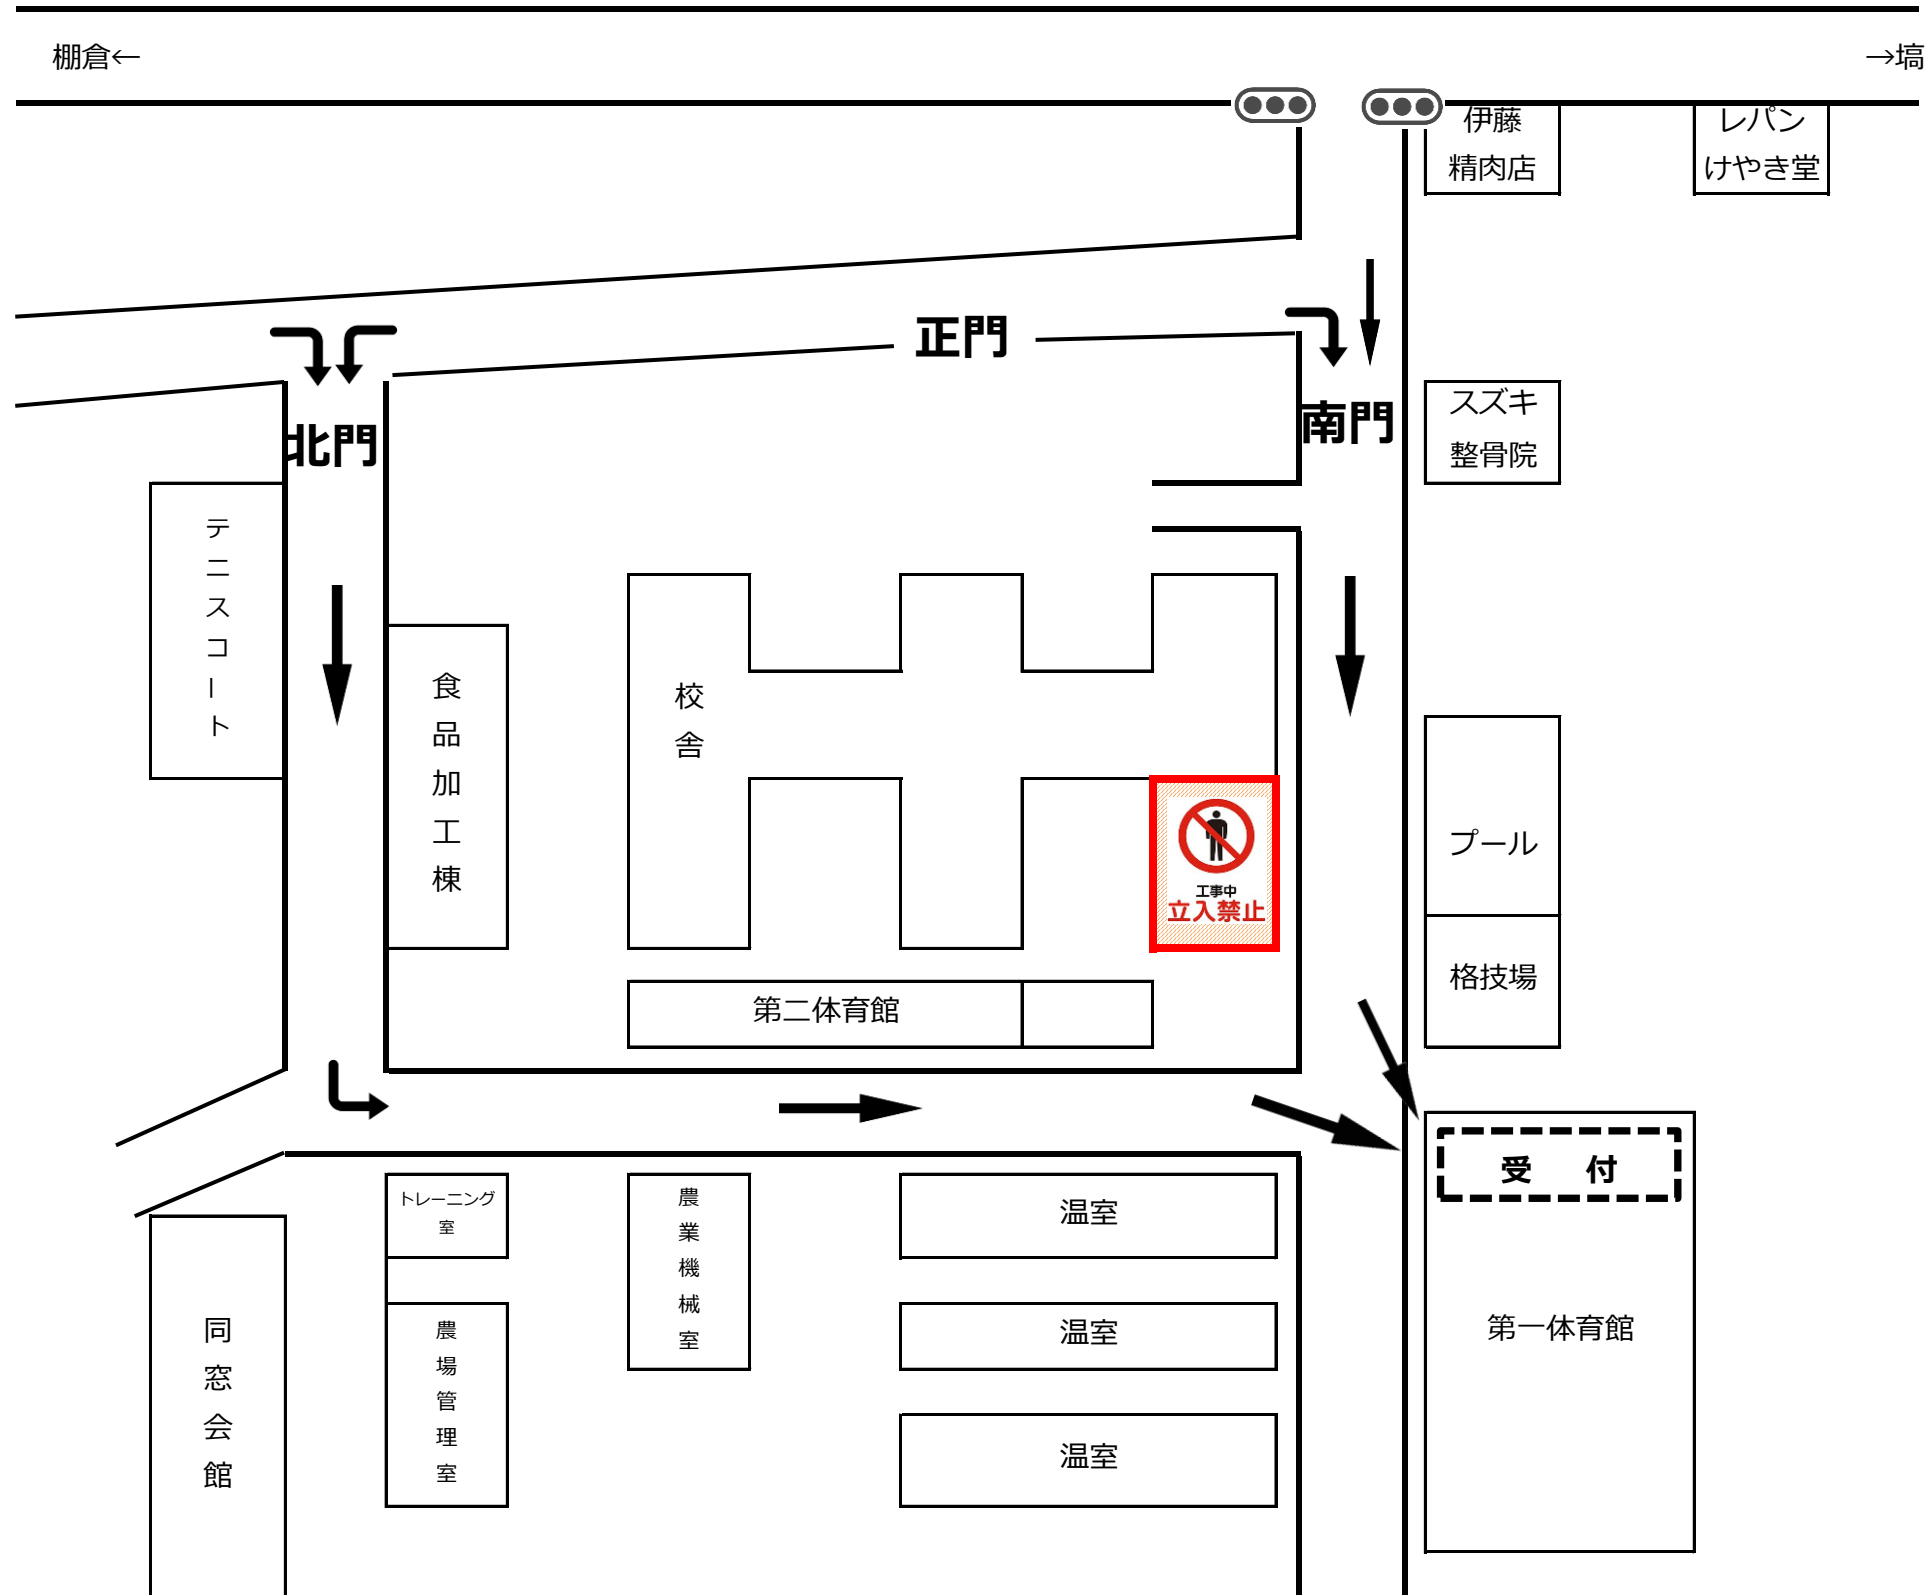 棚倉←
→塙
伊藤
精肉店
レパン
けやき堂
正門
北門
南門
スズキ
整骨院
テニスコート
食品加工棟
校舎
プール
工事中
立入禁止
格技場
第二体育館
受　付
トレーニング
室
農業機械室
温室
同窓会館
農場管理室
温室
第一体育館
温室